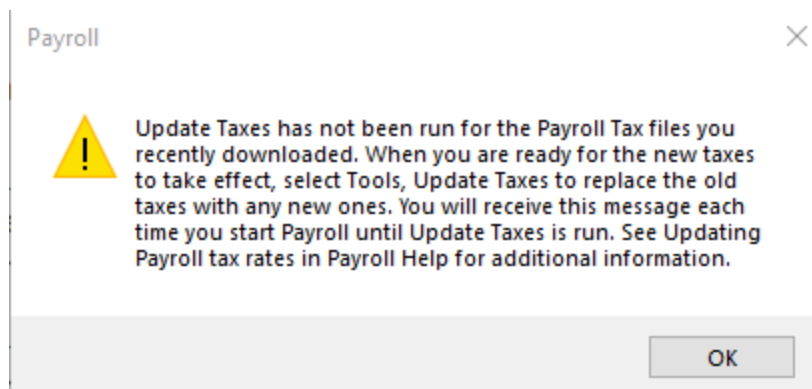 Payroll
Update Taxes has not been run for the Payroll Tax files you
recently downloaded. When you are ready for the new taxes
to take effect, select Tools, Update Taxes to replace the old
taxes with any new ones. You will receive this message each
time you start Payroll until Update Taxes is run. See Updating
Payroll tax rates in Payroll Help for additional information.
OK